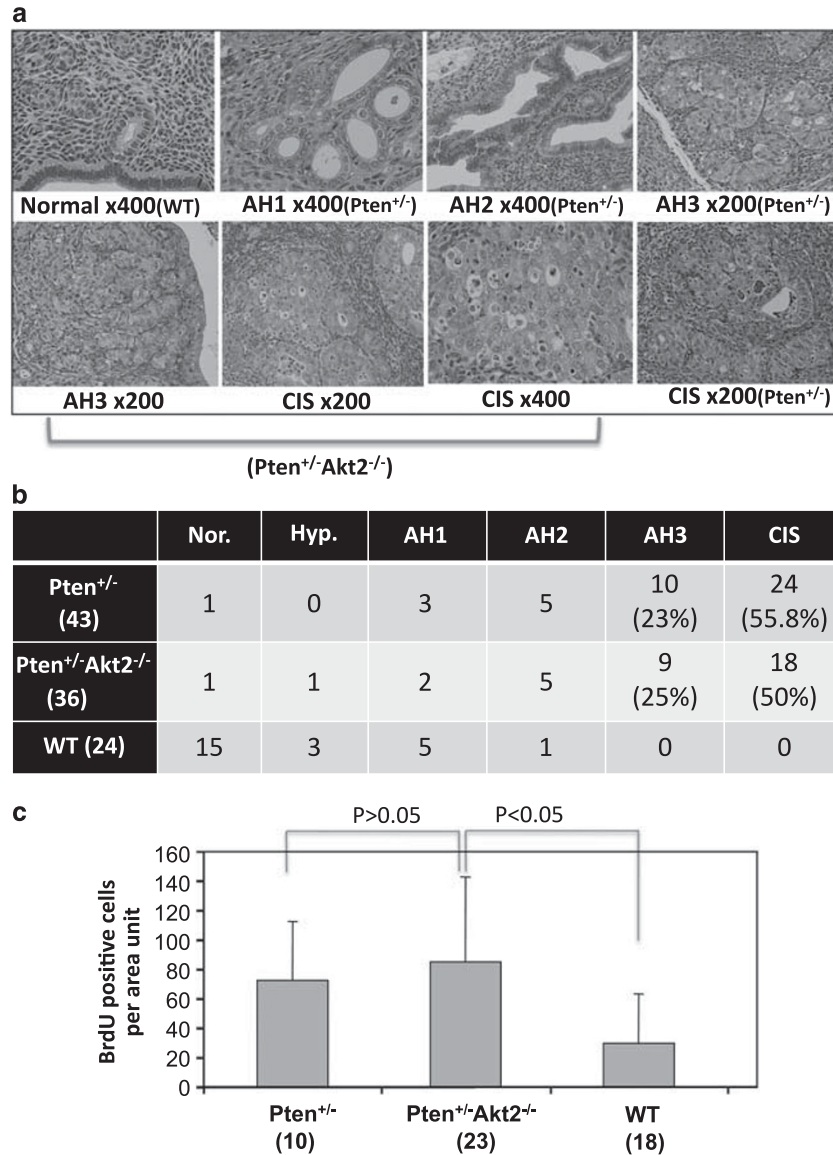 a
Normal x400(WT) AH1 x400(Pten+/-) AH2 x400(Pten+/-) AH3 x200(Pten+/-)
AH3 x200 CIS x200 CIS x400 CIS x200(Pten+/-)
(Pten+/-Akt2-/-)
b
Nor. Hyp. AH1 AH2 AH3 CIS
Pten+/- (43) 1 0 3 5 10 (23%) 24 (55.8%)
Pten+/-Akt2-/- (36) 1 1 2 5 9 (25%) 18 (50%)
WT (24) 15 3 5 1 0 0
c
P>0.05 P<0.05
BrdU positive cells
per area unit
160
140
120
100
80
60
40
20
0
Pten+/- Pten+/-Akt2-/- WT
(10) (23) (18)